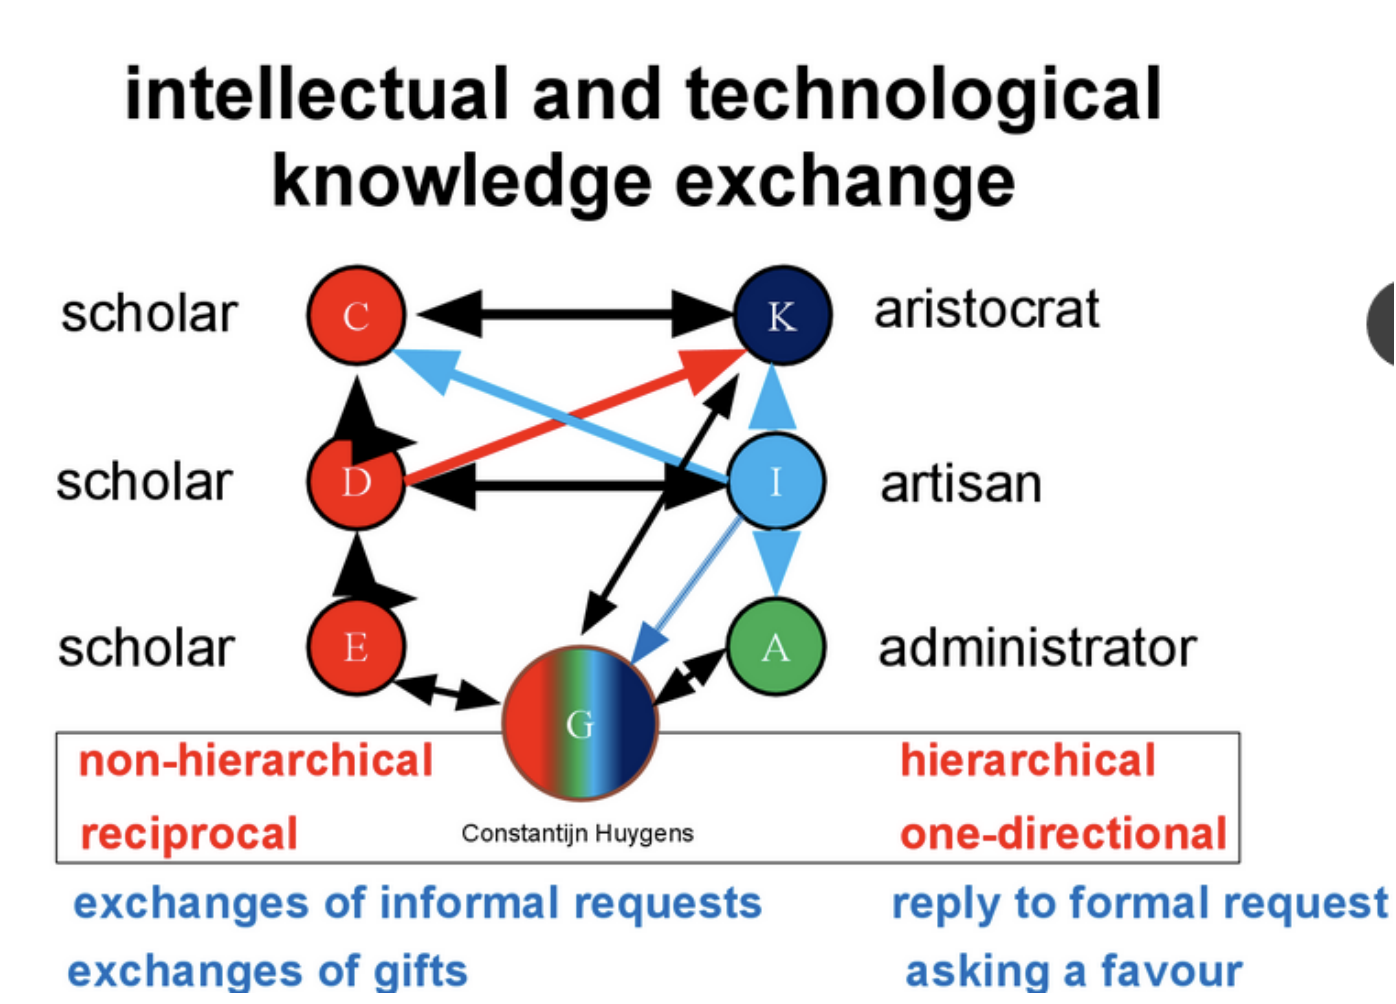 intellectual and technological
knowledge exchange
scholar C K aristocrat
scholar D I artisan
scholar E A administrator
G
non-hierarchical hierarchical
reciprocal Constantijn Huygens one-directional
exchanges of informal requests reply to formal request
exchanges of gifts asking a favour